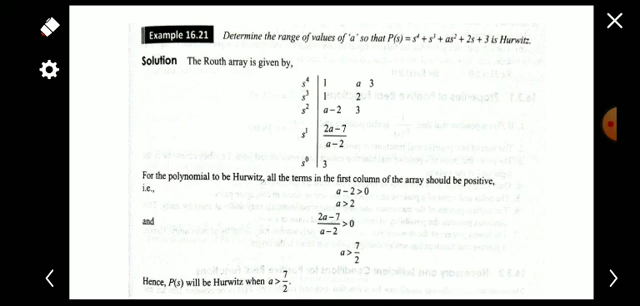 Example 16.21 Determine the range of values of 'a' so that P(s) = s⁴ + s³ + as² + 2s + 3 is Hurwitz.
Solution The Routh array is given by,
s⁴ 1 a 3
s³ 1 2
s² a – 2 3
s¹ (2a – 7)/(a – 2)
s⁰ 3
For the polynomial to be Hurwitz, all the terms in the first column of the array should be positive,
i.e., a – 2 > 0
a > 2
and (2a – 7)/(a – 2) > 0
a > 7/2
Hence, P(s) will be Hurwitz when a > 7/2.